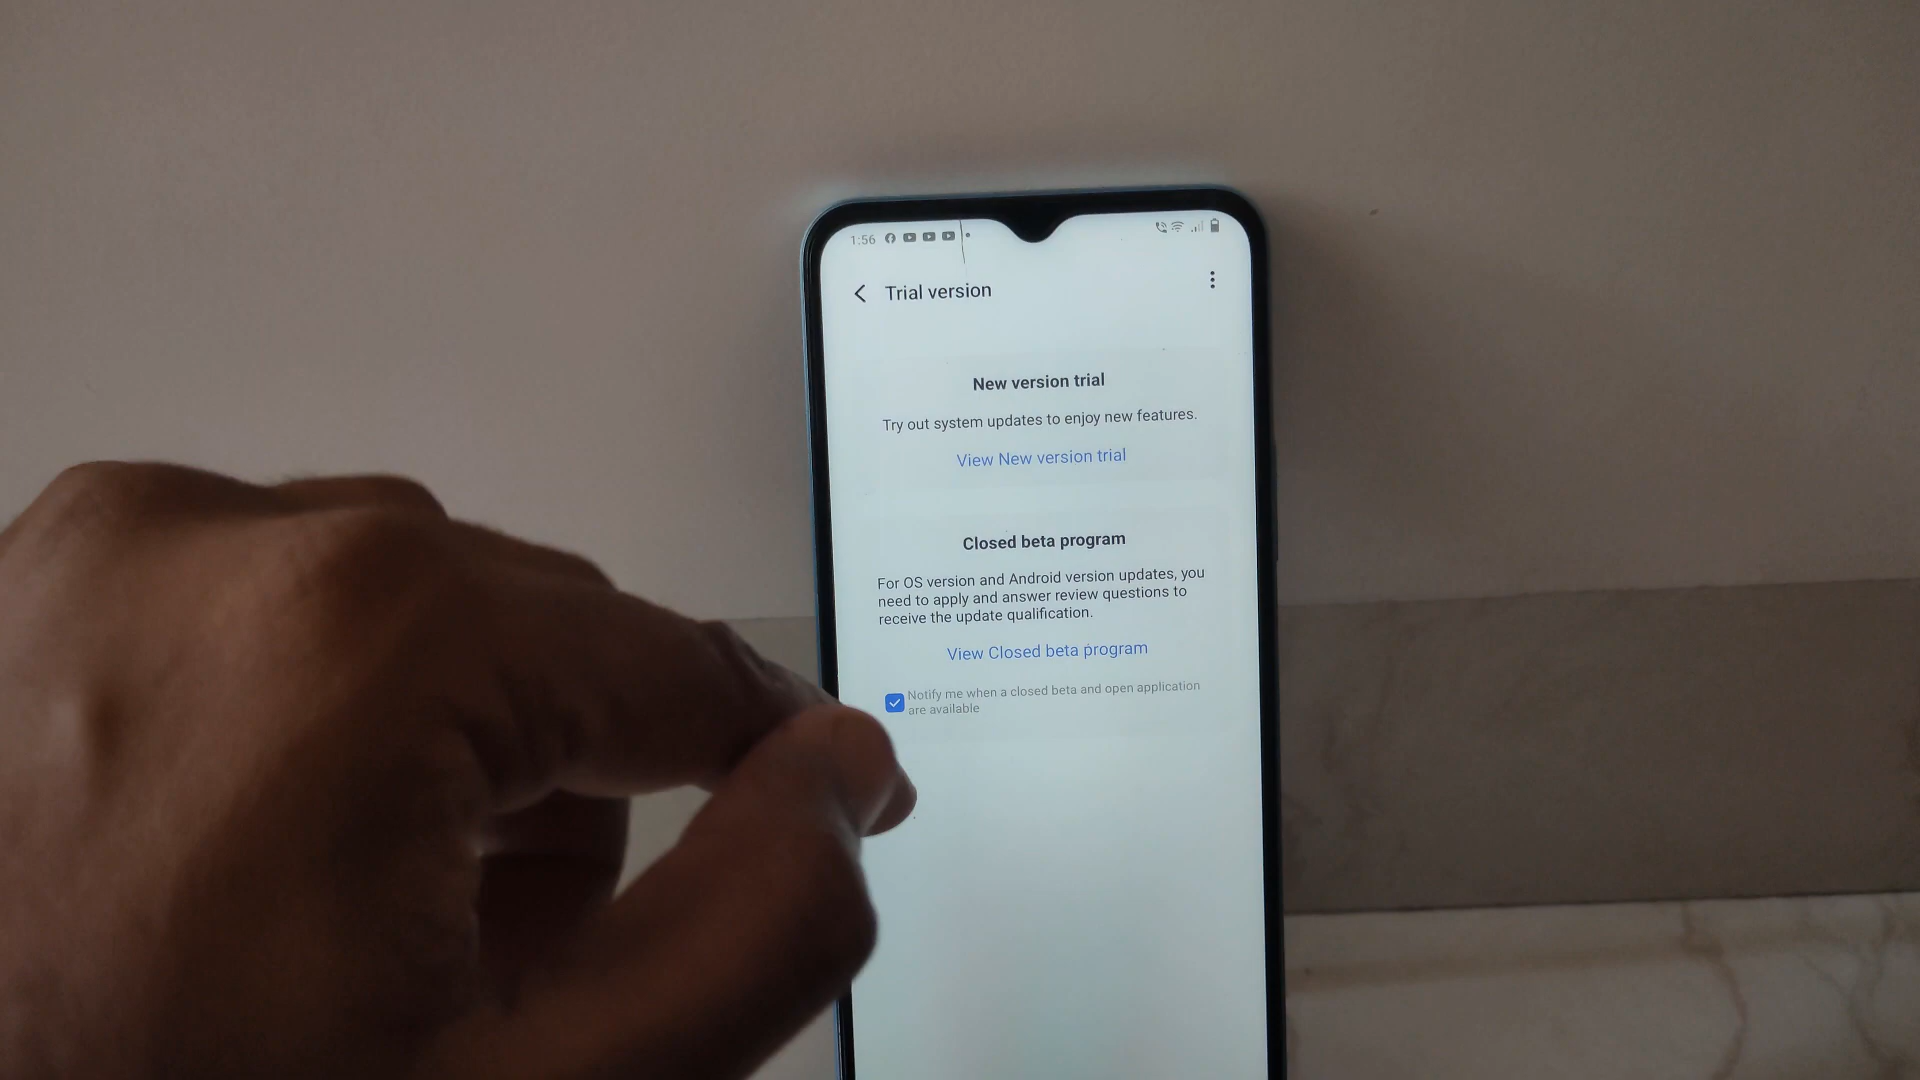 1:56
Trial version
New version trial
Try out system updates to enjoy new features.
View New version trial
Closed beta program
For OS version and Android version updates, you
need to apply and answer review questions to
receive the update qualification.
View Closed beta program
Notify me when a closed beta and open application
are available